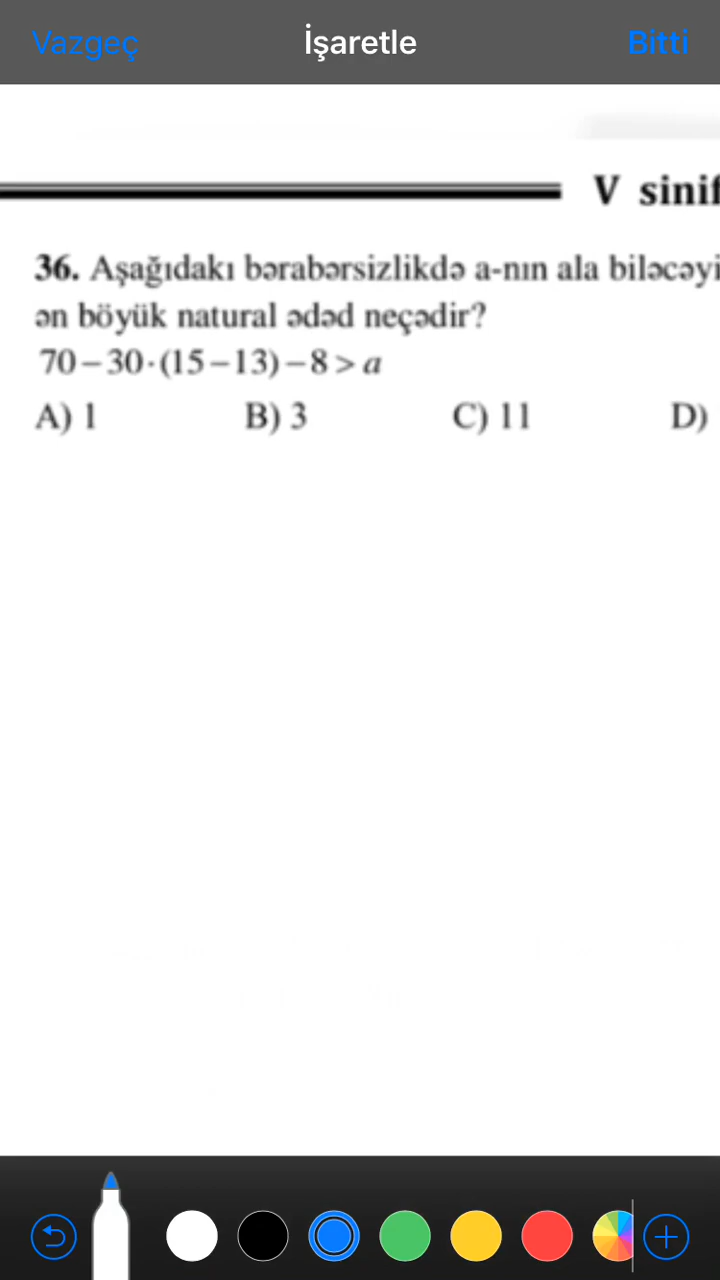 Vazgeç İşaretle Bitti
V sinif
36. Aşağıdakı bərabərsizlikdə a-nın ala biləcəyi
ən böyük natural ədəd neçədir?
70 – 30 · (15 – 13) – 8 > a
A) 1 B) 3 C) 11 D)